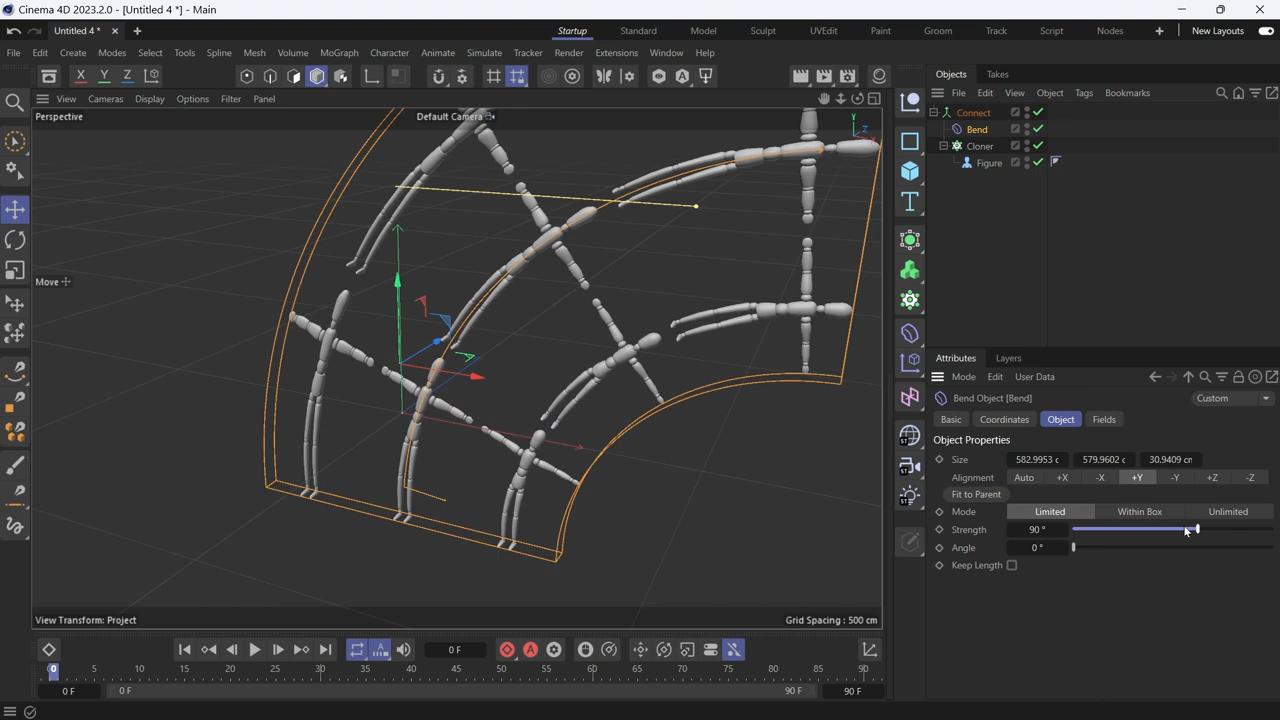 Cinema 4D 2023.2.0 - [Untitled 4 *] - Main
Untitled 4 *
Startup Standard Model Sculpt UVEdit Paint Groom Track Script Nodes New Layouts
File Edit Create Modes Select Tools Spline Mesh Volume MoGraph Character Animate Simulate Tracker Render Extensions Window Help
X Y Z
Objects Takes
View Cameras Display Options Filter Panel
File Edit View Object Tags Bookmarks
Perspective
Default Camera
Y
Z
X
Connect
Bend
Cloner
Figure
Move
Attributes Layers
Mode Edit User Data
Bend Object [Bend]
Custom
Basic Coordinates Object Fields
Object Properties
Size 582.9953 c 579.9602 c 30.9409 cm
Alignment Auto +X -X +Y -Y +Z -Z
Fit to Parent
Mode Limited Within Box Unlimited
Strength 90 °
Angle 0 °
Keep Length
View Transform: Project
Grid Spacing : 500 cm
0 F
0 5 10 15 20 25 30 35 40 45 50 55 60 65 70 75 80 85 90
0 F 0 F 90 F 90 F